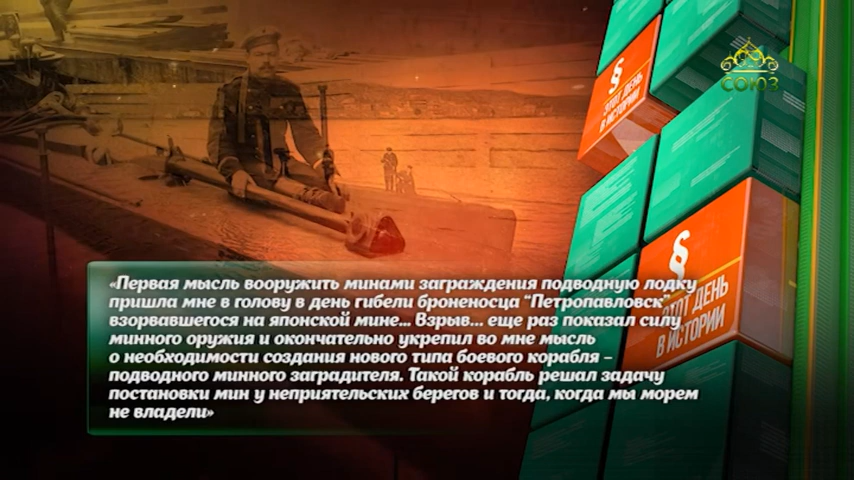 СОЮЗ
§
ЭТОТ ДЕНЬ
В ИСТОРИИ
§
ЭТОТ ДЕНЬ
В ИСТОРИИ
«Первая мысль вооружить минами заграждения подводную лодку
пришла мне в голову в день гибели броненосца "Петропавловск"
взорвавшегося на японской мине... Взрыв... еще раз показал силу
минного оружия и окончательно укрепил во мне мысль
о необходимости создания нового типа боевого корабля –
подводного минного заградителя. Такой корабль решал задачу
постановки мин у неприятельских берегов и тогда, когда мы морем
не владели»